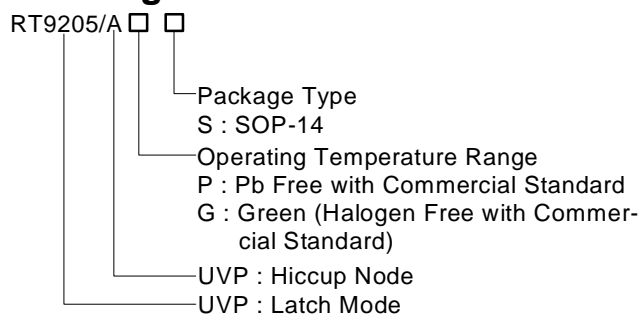 RT9205/A □ □
Package Type
S : SOP-14
Operating Temperature Range
P : Pb Free with Commercial Standard
G : Green (Halogen Free with Commer-
cial Standard)
UVP : Hiccup Node
UVP : Latch Mode